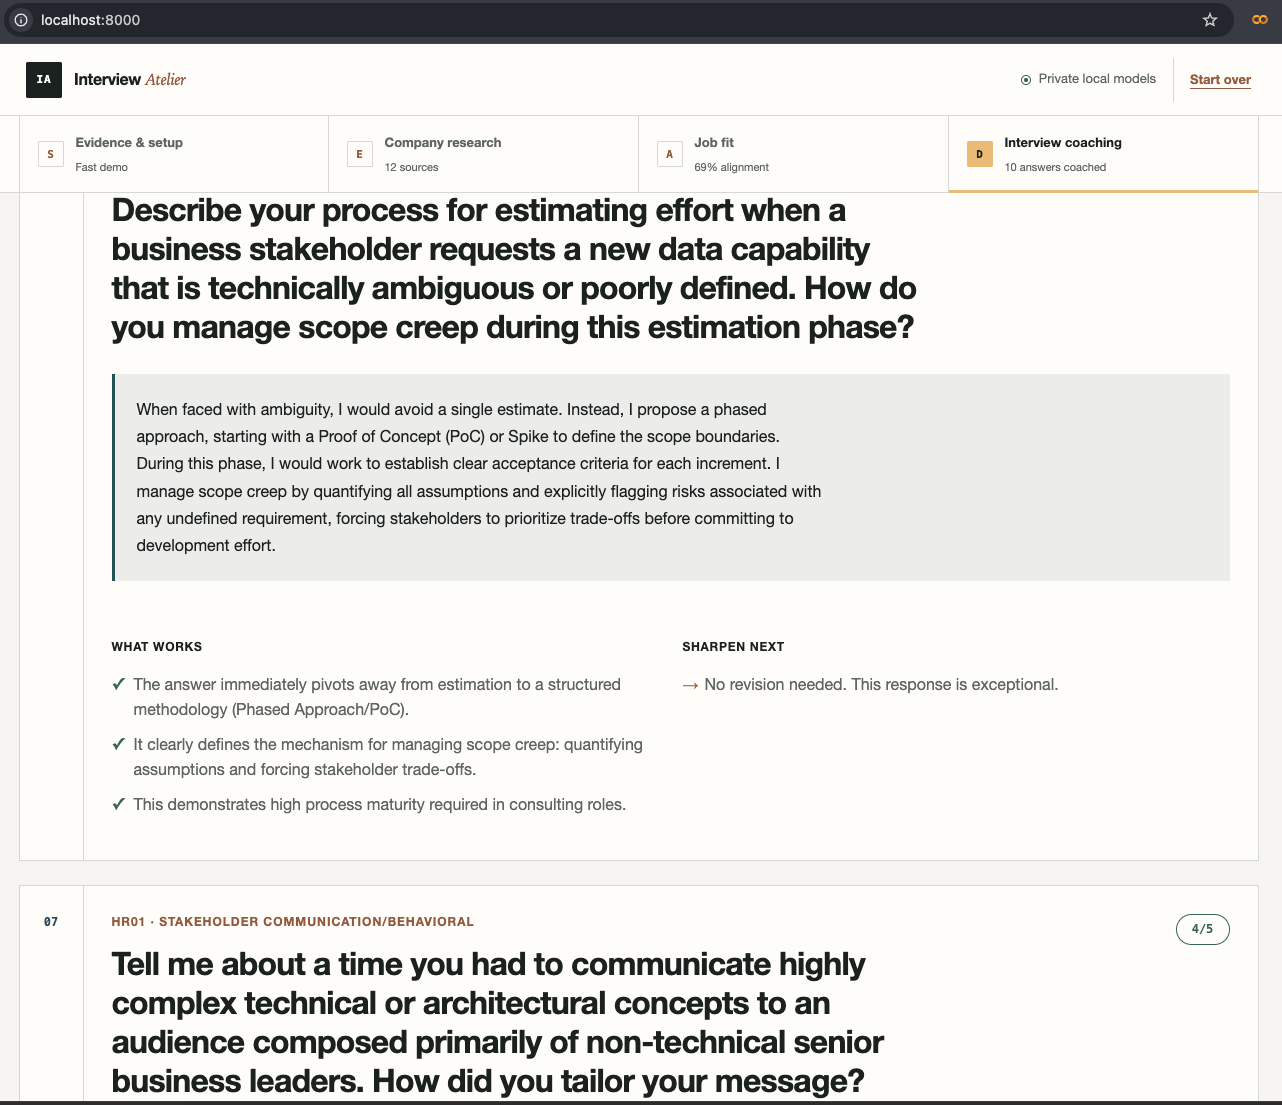 localhost:8000
IA
Interview Atelier
Private local models
Start over
S
Evidence & setup
Fast demo
E
Company research
12 sources
A
Job fit
69% alignment
D
Interview coaching
10 answers coached
Describe your process for estimating effort when a
business stakeholder requests a new data capability
that is technically ambiguous or poorly defined. How do
you manage scope creep during this estimation phase?
When faced with ambiguity, I would avoid a single estimate. Instead, I propose a phased
approach, starting with a Proof of Concept (PoC) or Spike to define the scope boundaries.
During this phase, I would work to establish clear acceptance criteria for each increment. I
manage scope creep by quantifying all assumptions and explicitly flagging risks associated with
any undefined requirement, forcing stakeholders to prioritize trade-offs before committing to
development effort.
WHAT WORKS
✓ The answer immediately pivots away from estimation to a structured
methodology (Phased Approach/PoC).
✓ It clearly defines the mechanism for managing scope creep: quantifying
assumptions and forcing stakeholder trade-offs.
✓ This demonstrates high process maturity required in consulting roles.
SHARPEN NEXT
→ No revision needed. This response is exceptional.
07
HR01 · STAKEHOLDER COMMUNICATION/BEHAVIORAL
4/5
Tell me about a time you had to communicate highly
complex technical or architectural concepts to an
audience composed primarily of non-technical senior
business leaders. How did you tailor your message?